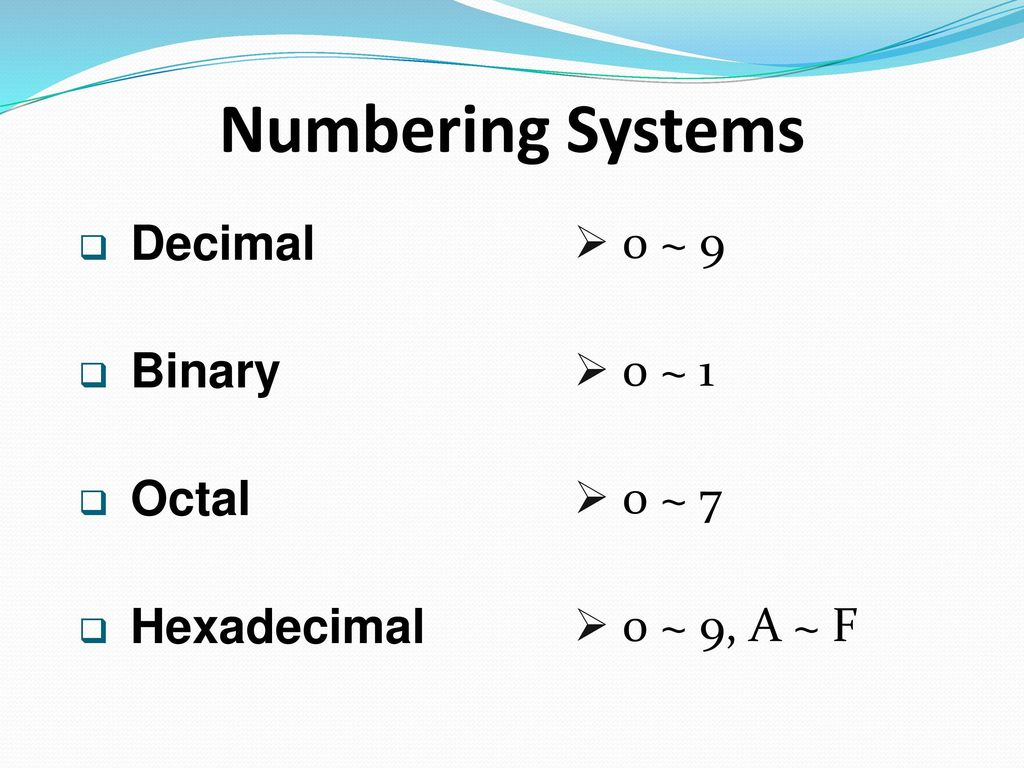 Numbering Systems
❑ Decimal ➢ 0 ~ 9
❑ Binary ➢ 0 ~ 1
❑ Octal ➢ 0 ~ 7
❑ Hexadecimal ➢ 0 ~ 9, A ~ F